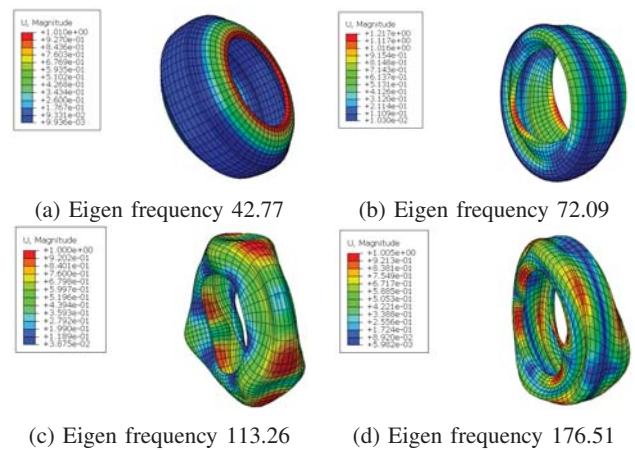 U, Magnitude
+1.010e+00
+9.270e-01
+8.436e-01
+7.603e-01
+6.769e-01
+5.935e-01
+5.102e-01
+4.268e-01
+3.434e-01
+2.600e-01
+1.767e-01
+9.331e-02
+9.936e-03
U, Magnitude
+1.217e+00
+1.117e+00
+1.016e+00
+9.154e-01
+8.148e-01
+7.143e-01
+6.137e-01
+5.131e-01
+4.126e-01
+3.120e-01
+2.114e-01
+1.109e-01
+1.030e-02
(a) Eigen frequency 42.77
(b) Eigen frequency 72.09
U, Magnitude
+1.000e+00
+9.202e-01
+8.401e-01
+7.600e-01
+6.798e-01
+5.997e-01
+5.196e-01
+4.394e-01
+3.593e-01
+2.792e-01
+1.990e-01
+1.189e-01
+3.875e-02
U, Magnitude
+1.005e+00
+9.213e-01
+8.381e-01
+7.549e-01
+6.717e-01
+5.885e-01
+5.053e-01
+4.221e-01
+3.388e-01
+2.556e-01
+1.724e-01
+8.920e-02
+5.982e-03
(c) Eigen frequency 113.26
(d) Eigen frequency 176.51